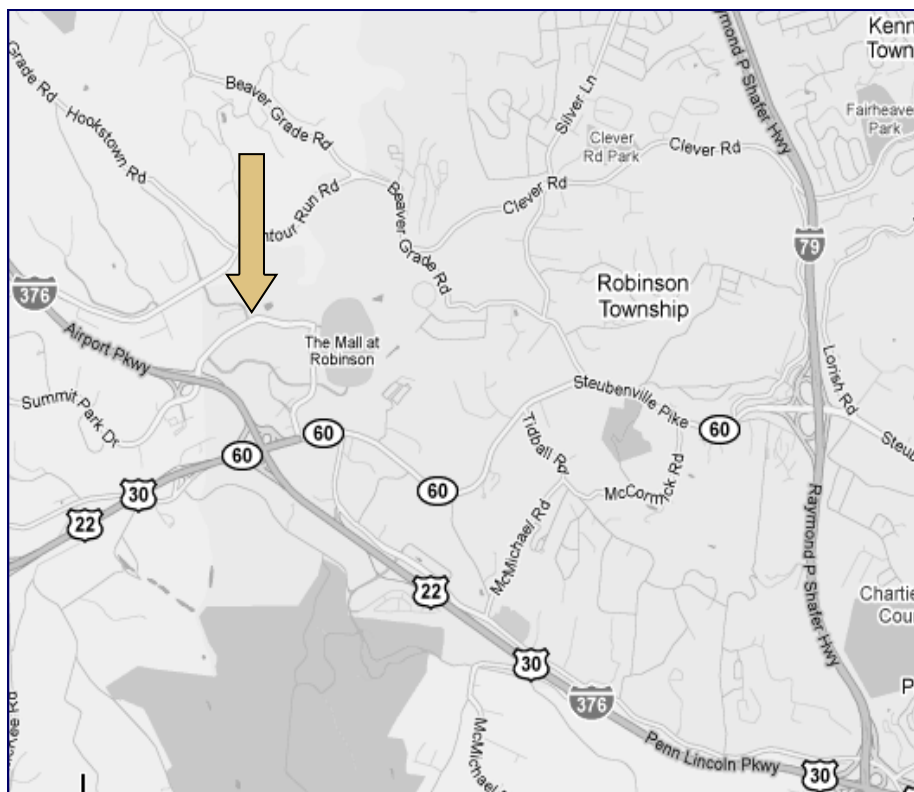 Kenn
Town
Raymond P Shafer Hwy
Grade Rd
Hookstown Rd
Beaver Grade Rd
Silver Ln
Fairhaven
Park
Clever
Rd Park
Clever Rd
Clever Rd
ntour Run Rd
Beaver Grade Rd
79
376
Robinson
Township
Airport Pkwy
The Mall at
Robinson
Lorish Rd
Summit Park Dr
Steubenville Pike
60
60
60
60
Tidball Rd
Steub
30
22
McCormick Rd
McMichael Rd
Raymond P Shafer Hwy
22
Chartie
Cou
30
376
P
McKee Rd
McMichael
Penn Lincoln Pkwy
30